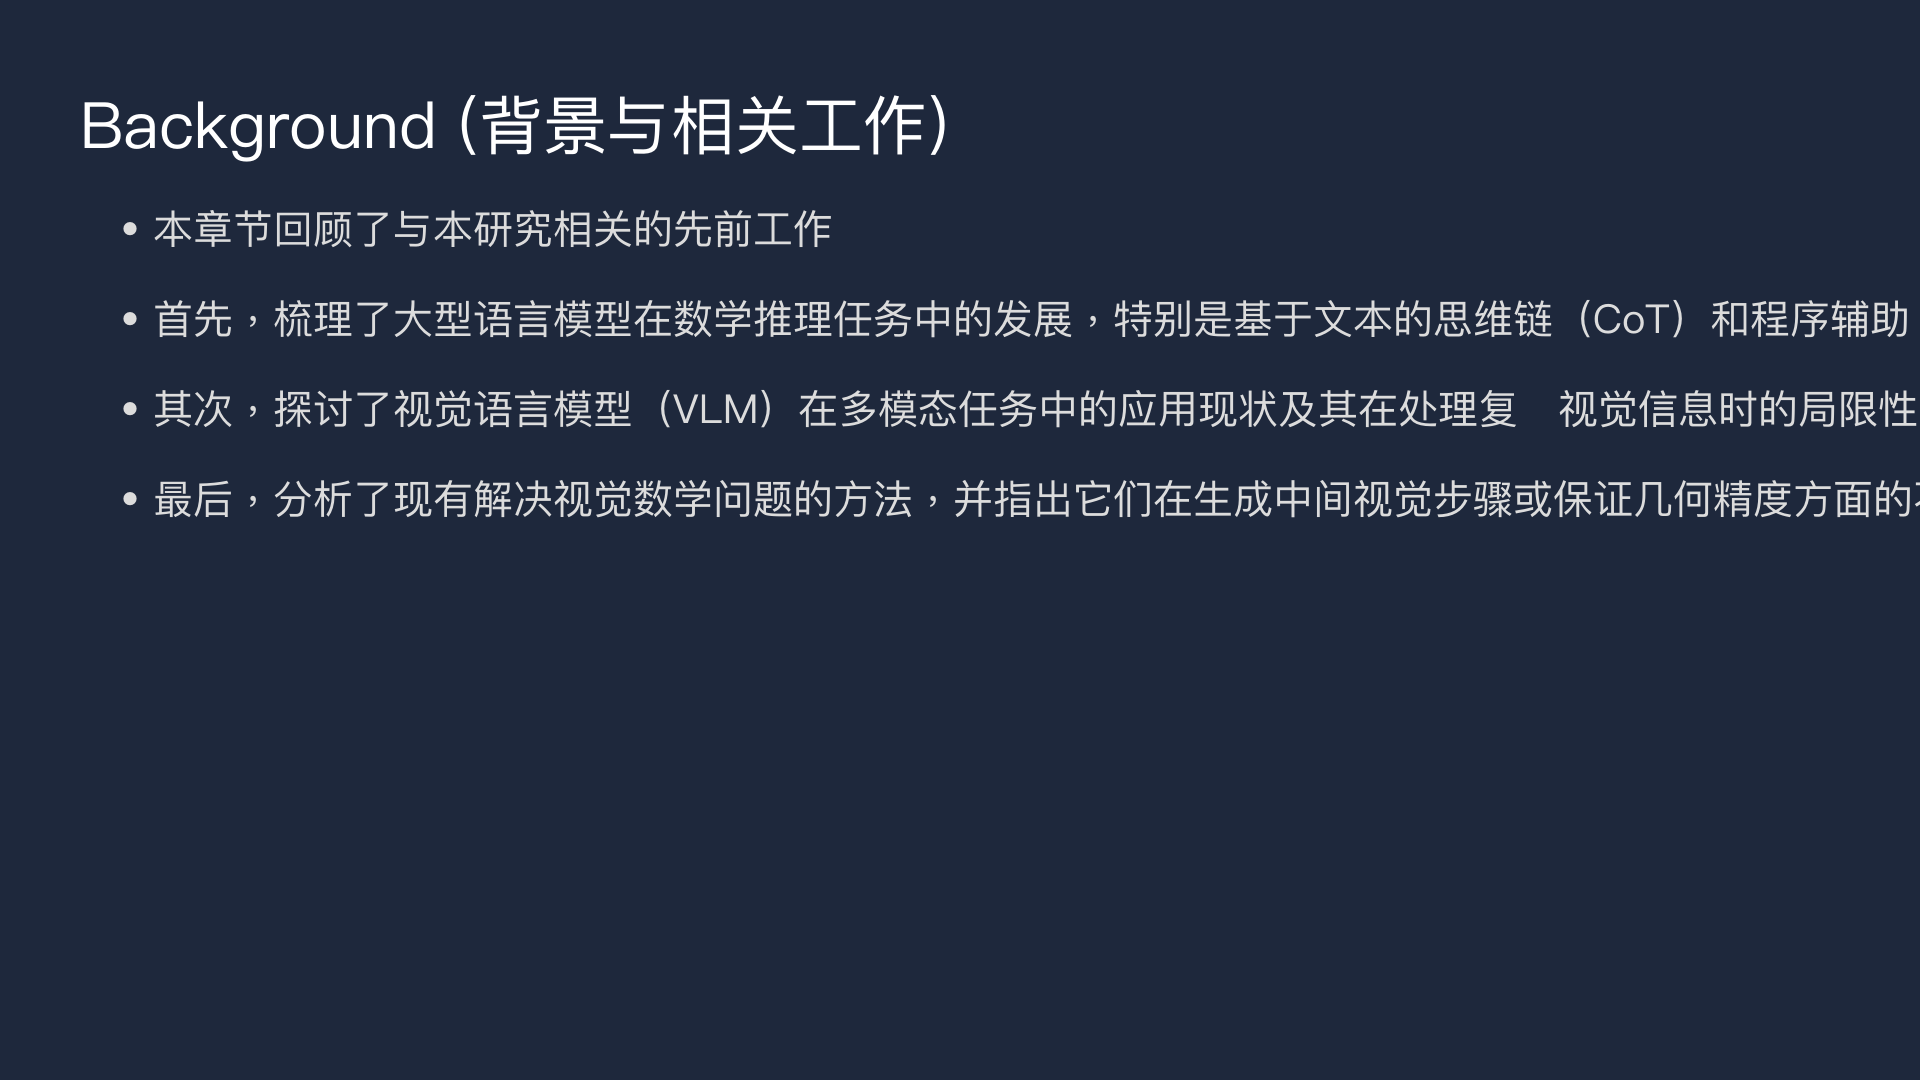 Background (背景与相关工作)
• 本章节回顾了与本研究相关的先前工作
• 首先，梳理了大型语言模型在数学推理任务中的发展，特别是基于文本的思维链（CoT）和程序辅助
• 其次，探讨了视觉语言模型（VLM）在多模态任务中的应用现状及其在处理复　视觉信息时的局限性
• 最后，分析了现有解决视觉数学问题的方法，并指出它们在生成中间视觉步骤或保证几何精度方面的